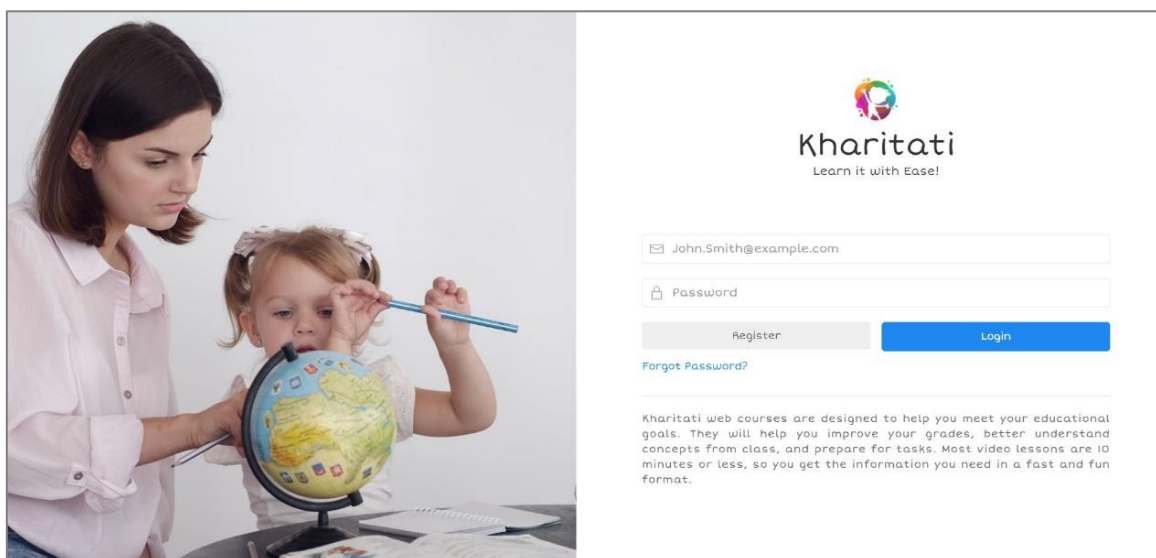 Kharitati
Learn it with Ease!
John.Smith@example.com
Password
Register
Login
Forgot Password?
Kharitati web courses are designed to help you meet your educational
goals. They will help you improve your grades, better understand
concepts from class, and prepare for tasks. Most video lessons are 10
minutes or less, so you get the information you need in a fast and fun
format.